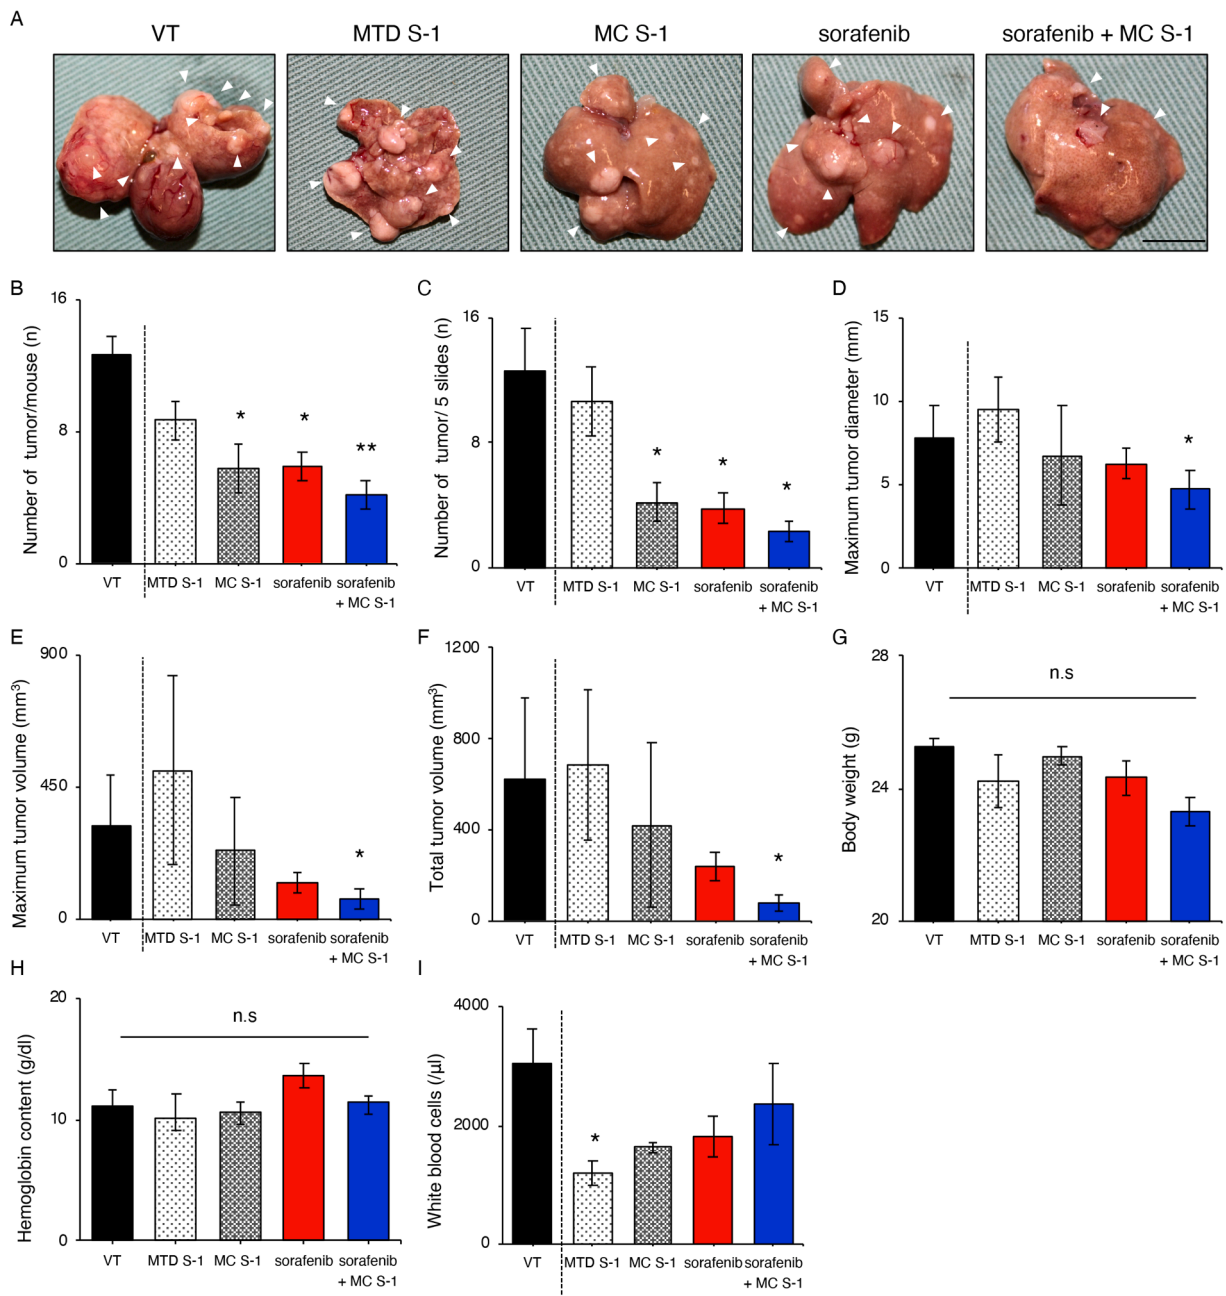 A
VT
MTD S-1
MC S-1
sorafenib
sorafenib + MC S-1
B
Number of tumor/mouse (n)
16
8
0
*
*
**
VT
MTD S-1
MC S-1
sorafenib
sorafenib
+ MC S-1
C
Number of tumor/ 5 slides (n)
16
8
0
*
*
*
VT
MTD S-1
MC S-1
sorafenib
sorafenib
+ MC S-1
D
Maximum tumor diameter (mm)
15
10
5
0
*
VT
MTD S-1
MC S-1
sorafenib
sorafenib
+ MC S-1
E
Maximum tumor volume (mm³)
900
450
0
*
VT
MTD S-1
MC S-1
sorafenib
sorafenib
+ MC S-1
F
Total tumor volume (mm³)
1200
800
400
0
*
VT
MTD S-1
MC S-1
sorafenib
sorafenib
+ MC S-1
G
Body weight (g)
28
24
20
n.s
VT
MTD S-1
MC S-1
sorafenib
sorafenib
+ MC S-1
H
Hemoglobin content (g/dl)
20
10
0
n.s
VT
MTD S-1
MC S-1
sorafenib
sorafenib
+ MC S-1
I
White blood cells (/µl)
4000
2000
0
*
VT
MTD S-1
MC S-1
sorafenib
sorafenib
+ MC S-1